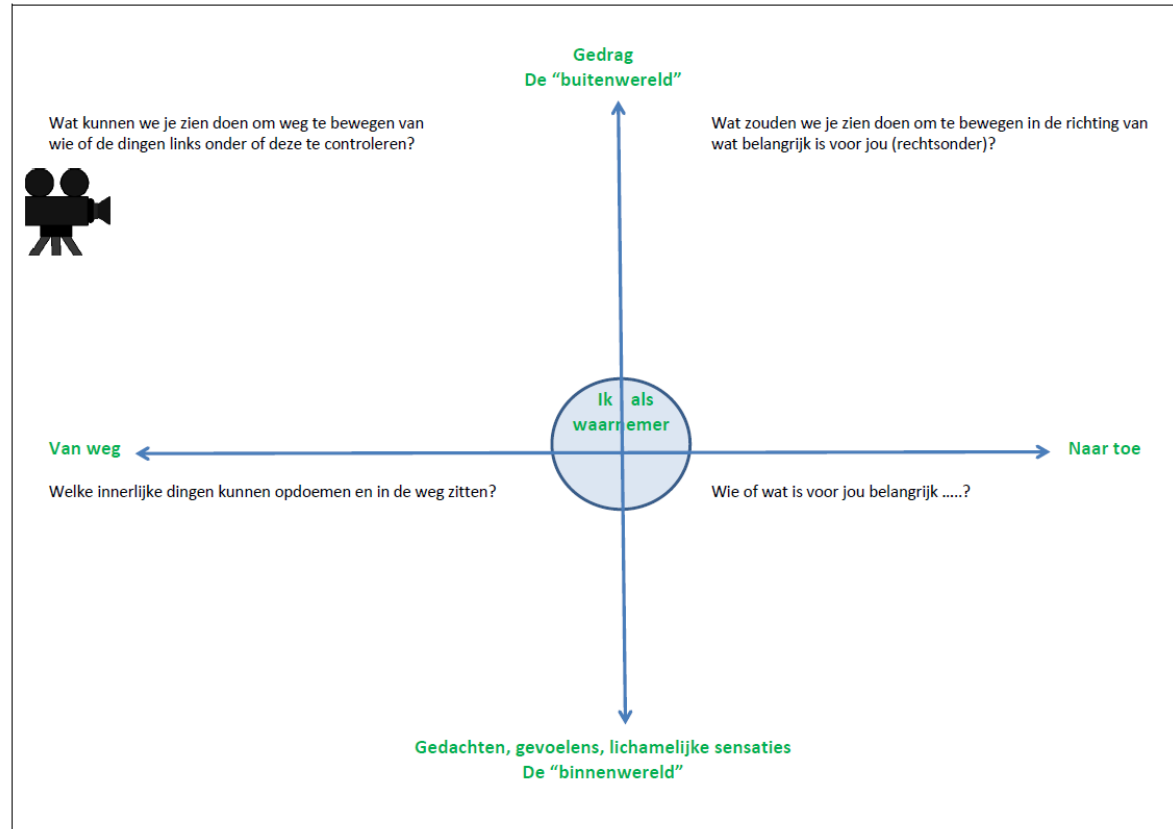 Gedrag
De “buitenwereld”
Wat kunnen we je zien doen om weg te bewegen van
wie of de dingen links onder of deze te controleren?
Wat zouden we je zien doen om te bewegen in de richting van
wat belangrijk is voor jou (rechtsonder)?
Ik als
waarnemer
Van weg
Naar toe
Welke innerlijke dingen kunnen opdoemen en in de weg zitten?
Wie of wat is voor jou belangrijk .....?
Gedachten, gevoelens, lichamelijke sensaties
De “binnenwereld”